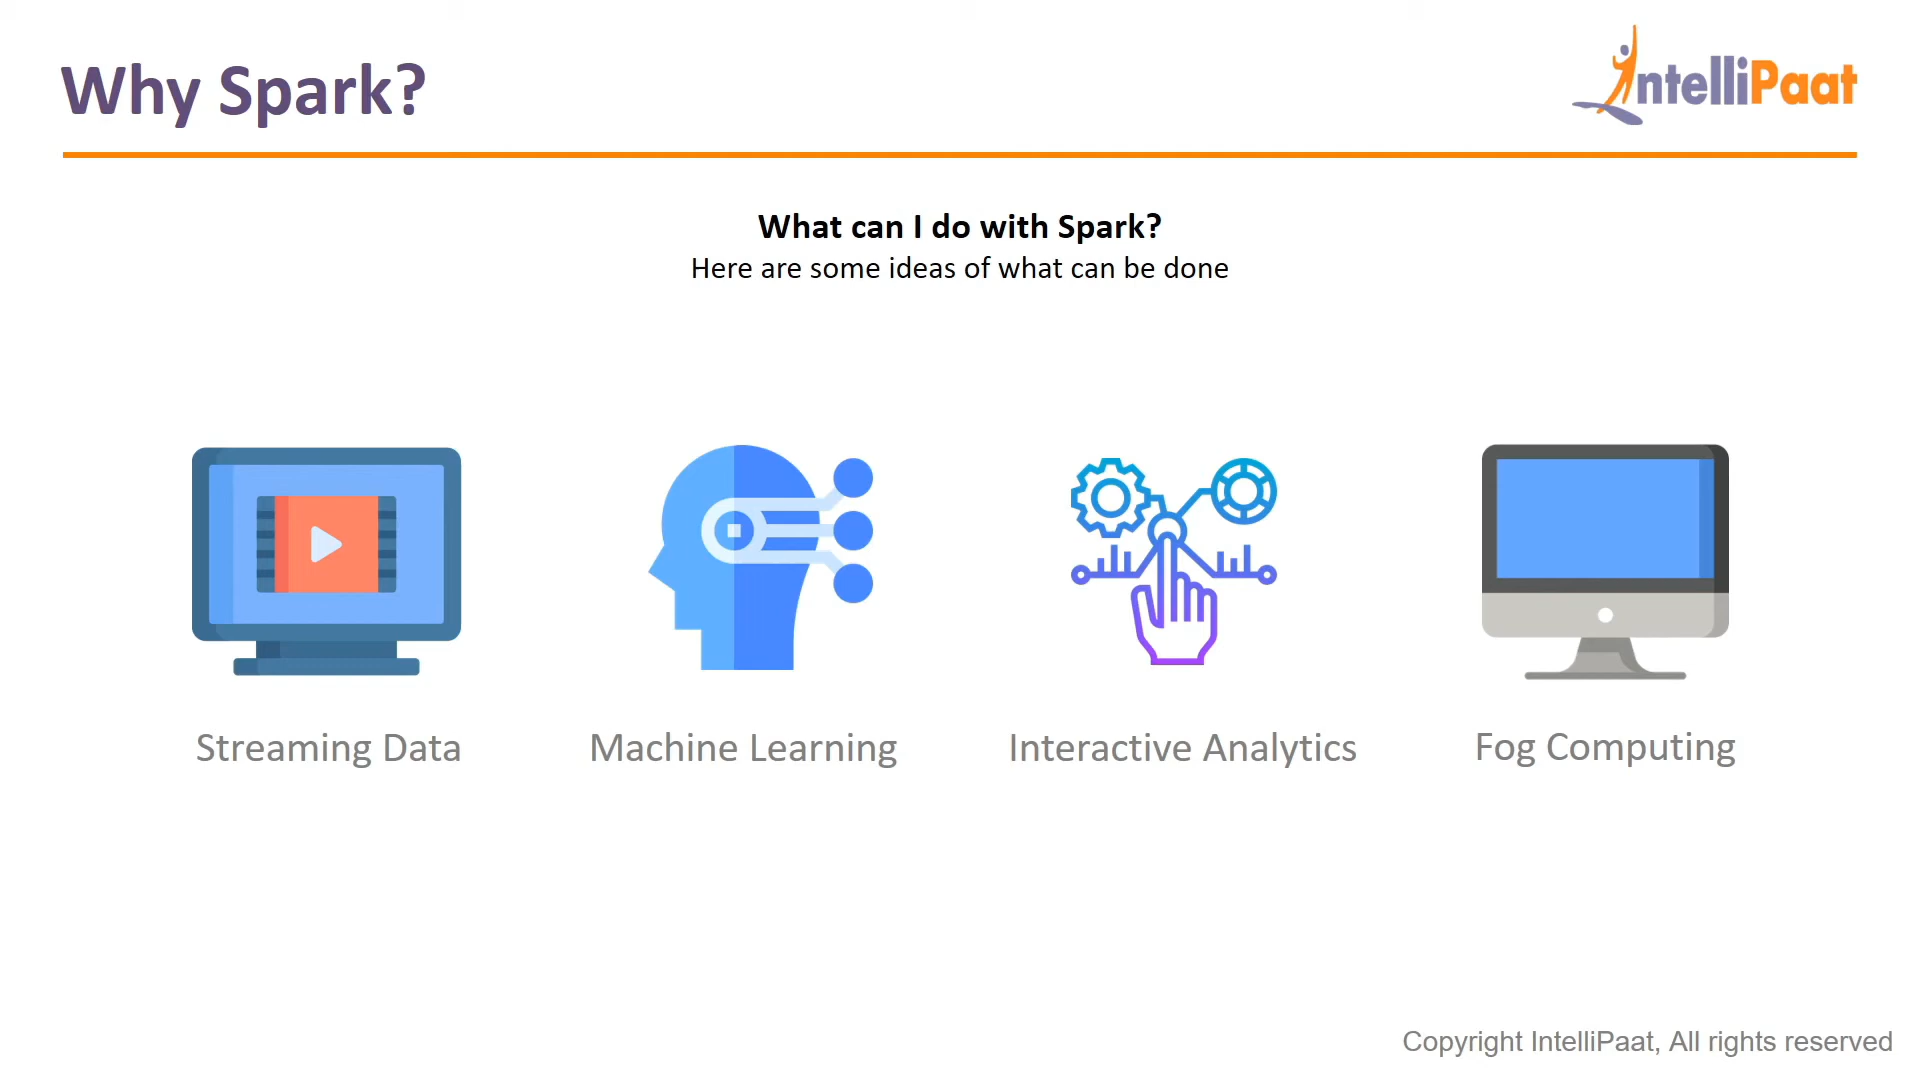 Why Spark?
IntelliPaat
What can I do with Spark?
Here are some ideas of what can be done
Streaming Data
Machine Learning
Interactive Analytics
Fog Computing
Copyright IntelliPaat, All rights reserved